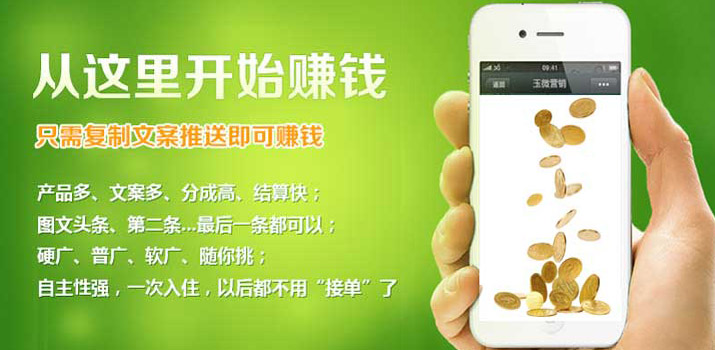 从这里开始赚钱
只需复制文案推送即可赚钱
产品多、文案多、分成高、结算快；
图文头条、第二条...最后一条都可以；
硬广、普广、软广、随你挑；
自主性强，一次入住，以后都不用“接单”了
09:41
返回 玉微营销